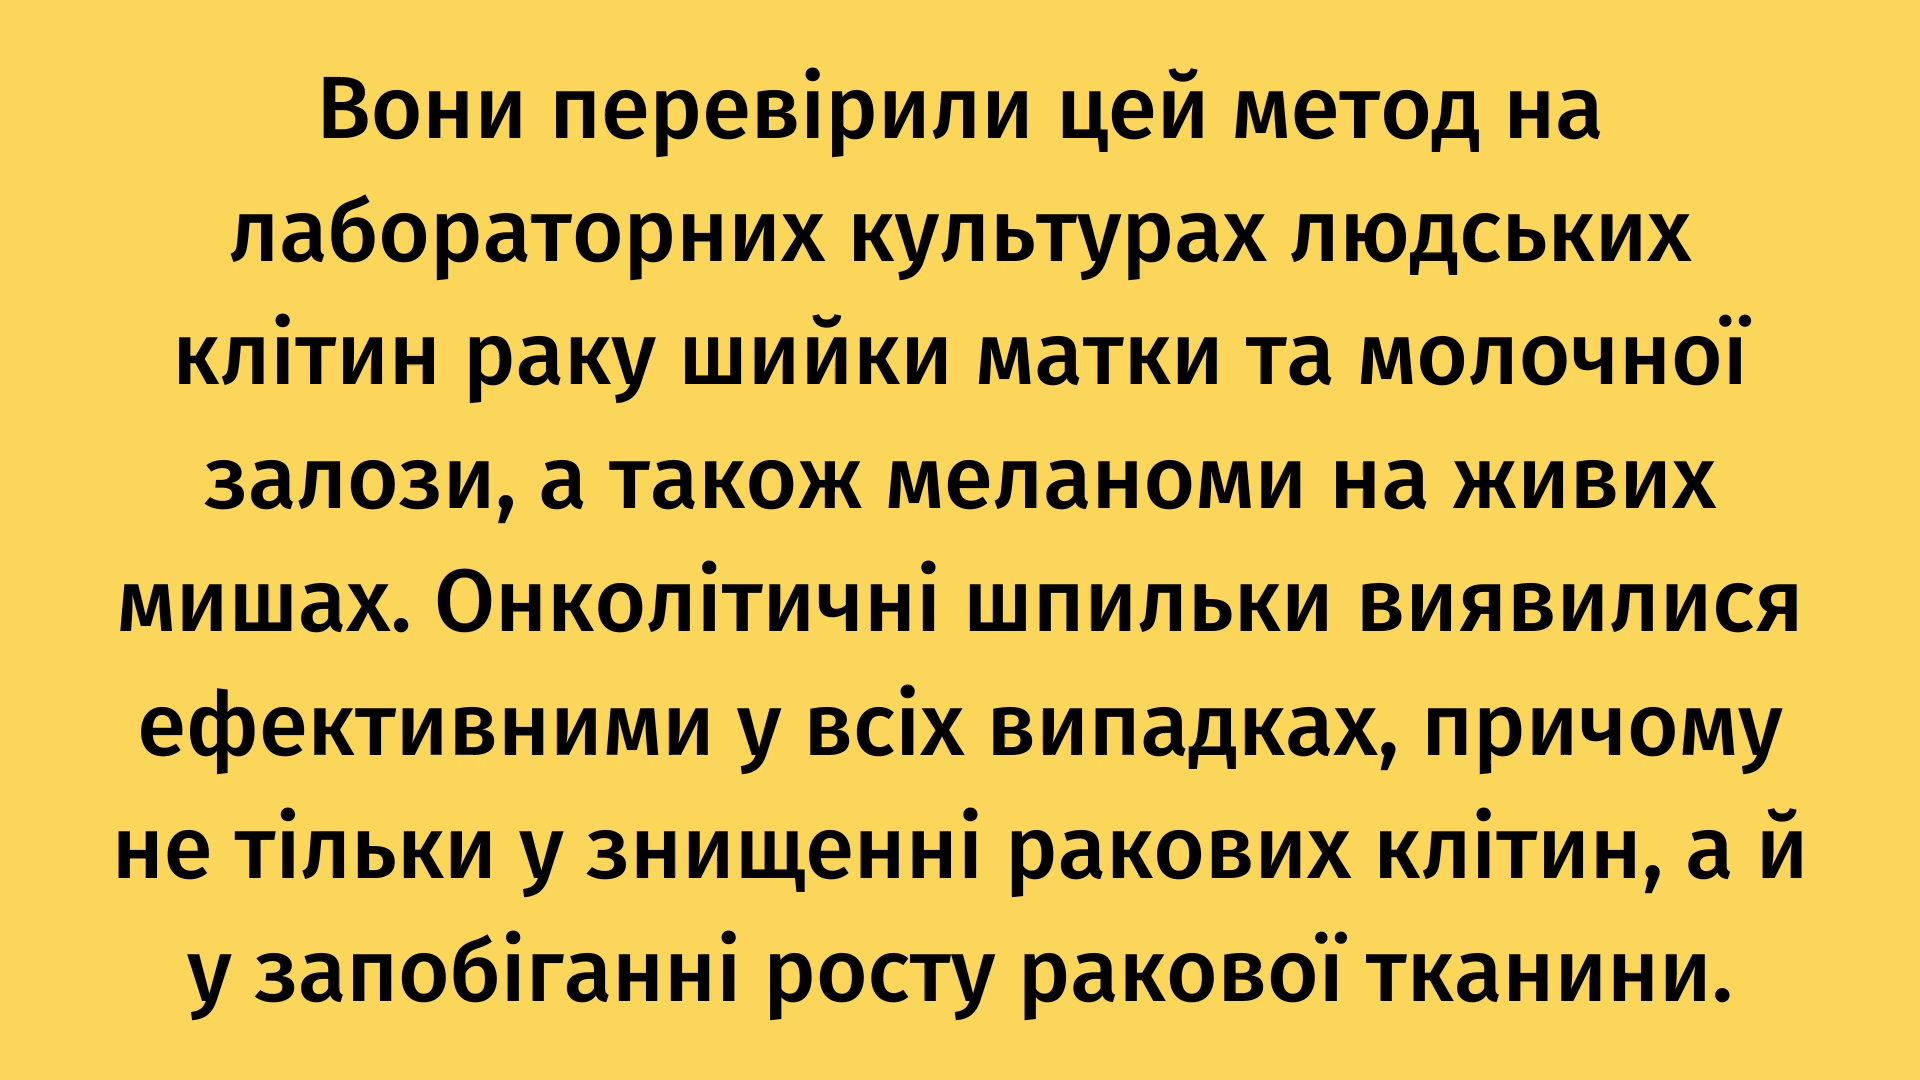 Вони перевірили цей метод на
лабораторних культурах людських
клітин раку шийки матки та молочної
залози, а також меланоми на живих
мишах. Онколітичні шпильки виявилися
ефективними у всіх випадках, причому
не тільки у знищенні ракових клітин, а й
у запобіганні росту ракової тканини.